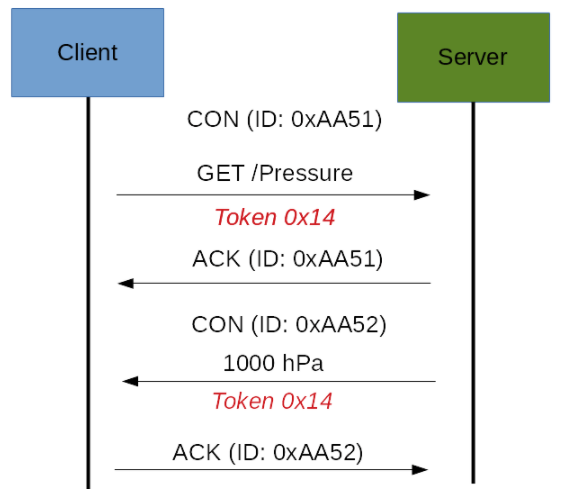 Client
Server
CON (ID: 0xAA51)
GET /Pressure
Token 0x14
ACK (ID: 0xAA51)
CON (ID: 0xAA52)
1000 hPa
Token 0x14
ACK (ID: 0xAA52)